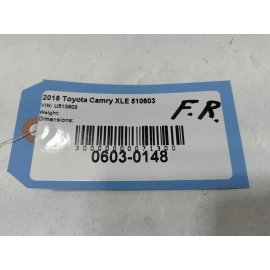 2018 Toyota Camry XLE 510603
VIN: U510603
Weight:
Dimensions:
F.R.
0603-0148